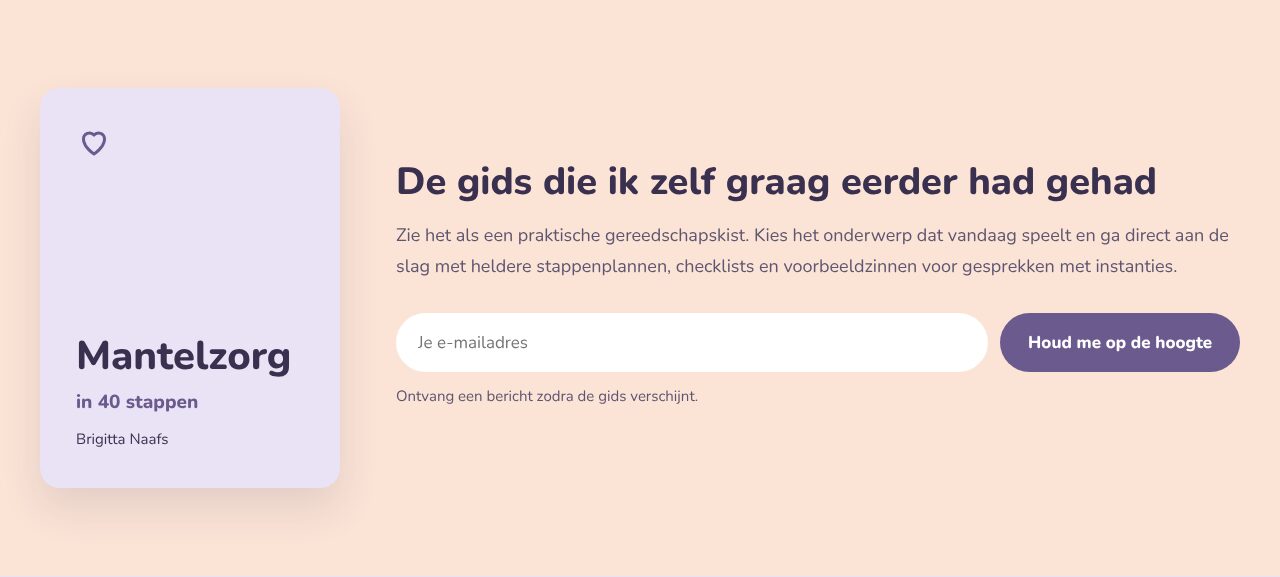 Mantelzorg
in 40 stappen
Brigitta Naafs
De gids die ik zelf graag eerder had gehad
Zie het als een praktische gereedschapskist. Kies het onderwerp dat vandaag speelt en ga direct aan de
slag met heldere stappenplannen, checklists en voorbeeldzinnen voor gesprekken met instanties.
Je e-mailadres
Houd me op de hoogte
Ontvang een bericht zodra de gids verschijnt.